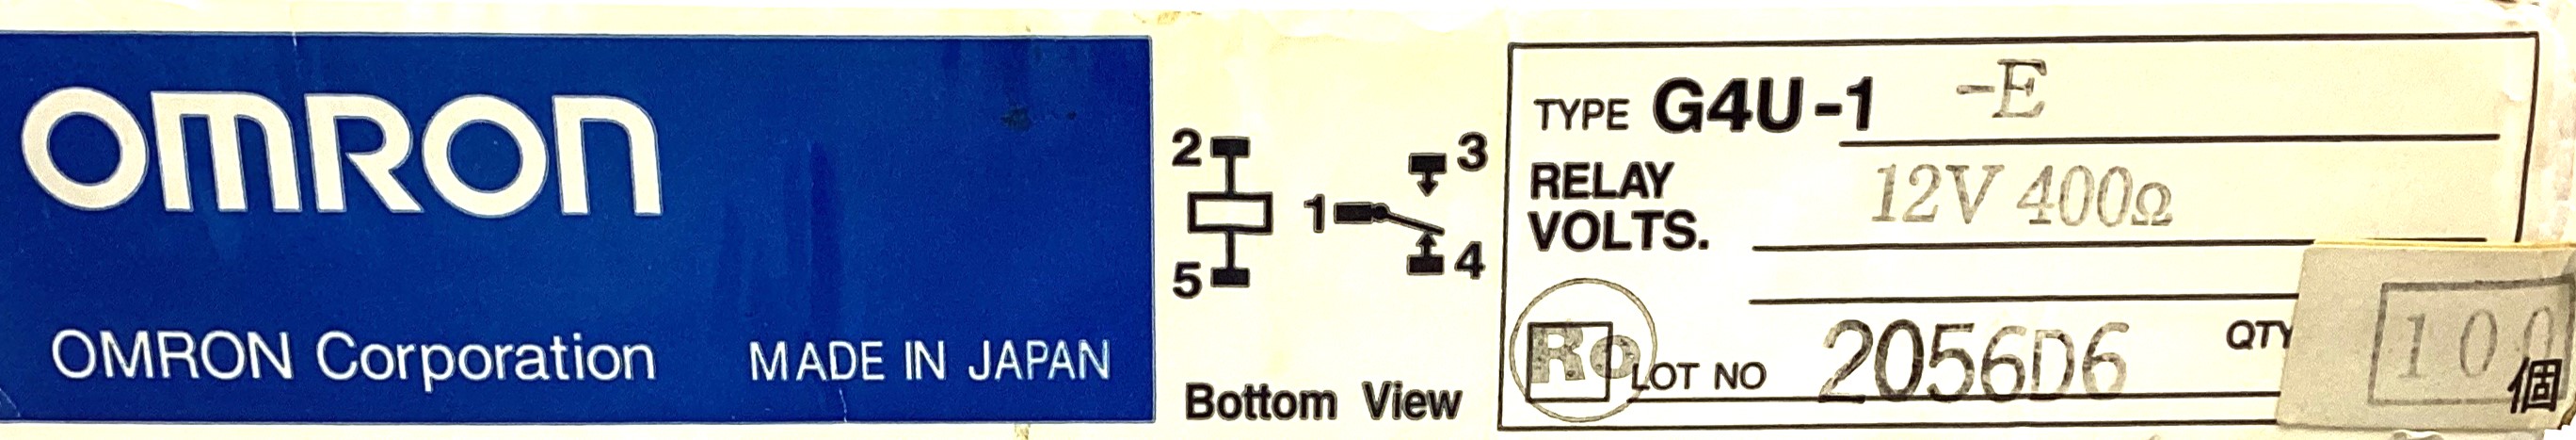 OMRON
OMRON Corporation MADE IN JAPAN
2
5
1
3
4
Bottom View
TYPE G4U-1 -E
RELAY VOLTS. 12V 400Ω
Ro
LOT NO 2056D6
QTY
100
個